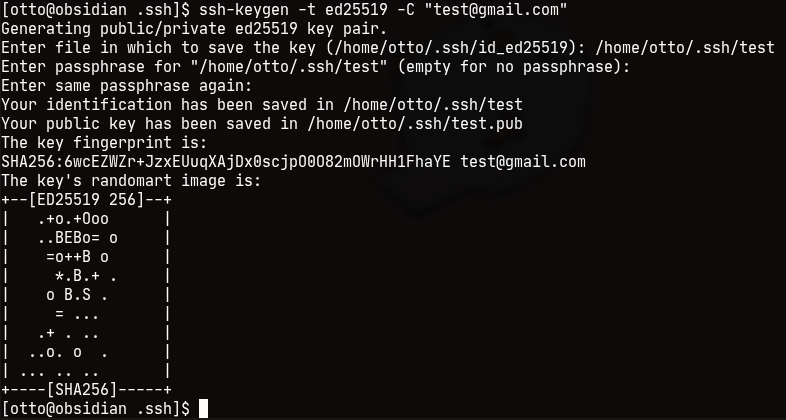 [otto@obsidian .ssh]$ ssh-keygen -t ed25519 -C "test@gmail.com"
Generating public/private ed25519 key pair.
Enter file in which to save the key (/home/otto/.ssh/id_ed25519): /home/otto/.ssh/test
Enter passphrase for "/home/otto/.ssh/test" (empty for no passphrase):
Enter same passphrase again:
Your identification has been saved in /home/otto/.ssh/test
Your public key has been saved in /home/otto/.ssh/test.pub
The key fingerprint is:
SHA256:6wcEZWZr+JzxEUuqXAjDx0scjpO0O82mOWrHH1FhaYE test@gmail.com
The key's randomart image is:
+--[ED25519 256]--+
|   .+o.+Ooo      |
|   ..BEBo= o     |
|    =o++B o      |
|     *.B.+ .     |
|    o B.S .      |
|     = ...       |
|   .+ . ..       |
|  ..o. o  .      |
| ... .. ..       |
+----[SHA256]-----+
[otto@obsidian .ssh]$